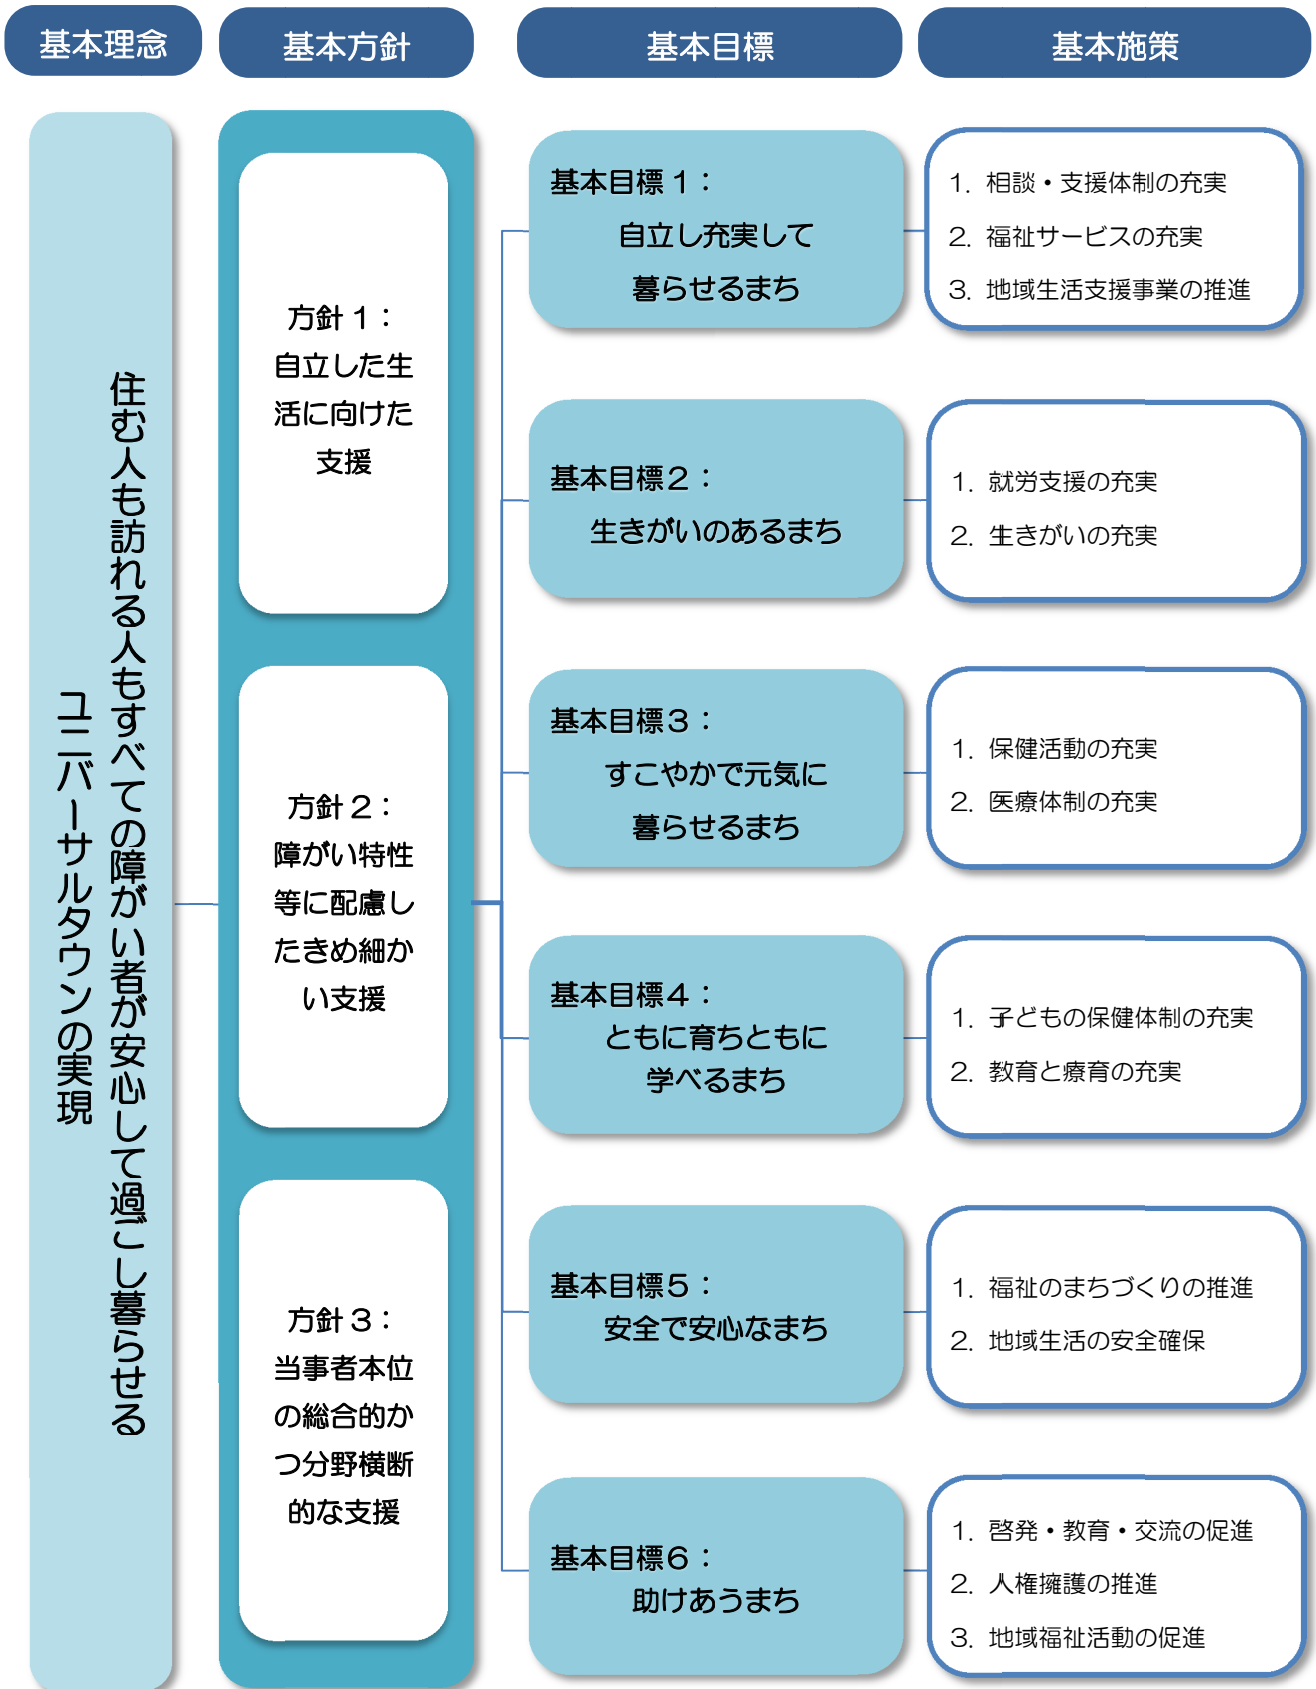 基本理念
基本方針
基本目標
基本施策
住む人も訪れる人もすべての障がい者が安心して過ごし暮らせる
ユニバーサルタウンの実現
方針1：
自立した生
活に向けた
支援
方針2：
障がい特性
等に配慮し
たきめ細か
い支援
方針3：
当事者本位
の総合的か
つ分野横断
的な支援
基本目標1：
自立し充実して
暮らせるまち
1. 相談・支援体制の充実
2. 福祉サービスの充実
3. 地域生活支援事業の推進
基本目標2：
生きがいのあるまち
1. 就労支援の充実
2. 生きがいの充実
基本目標3：
すこやかで元気に
暮らせるまち
1. 保健活動の充実
2. 医療体制の充実
基本目標4：
ともに育ちともに
学べるまち
1. 子どもの保健体制の充実
2. 教育と療育の充実
基本目標5：
安全で安心なまち
1. 福祉のまちづくりの推進
2. 地域生活の安全確保
基本目標6：
助けあうまち
1. 啓発・教育・交流の促進
2. 人権擁護の推進
3. 地域福祉活動の促進